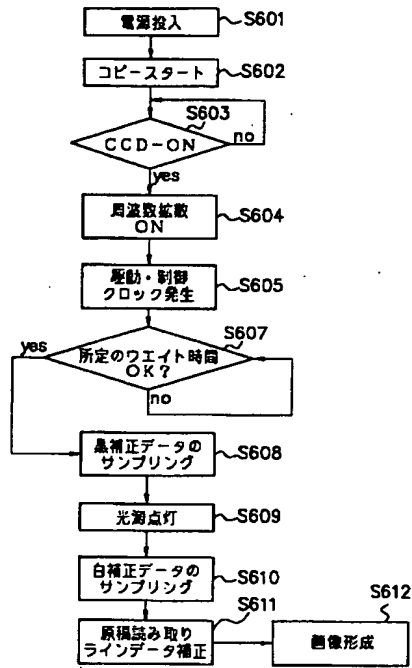 電源投入
S601
コピースタート
S602
S603
CCD-ON
no
yes
周波数拡散
ON
S604
駆動・制御
クロック発生
S605
S607
yes
所定のウエイト時間
OK?
no
黒補正データの
サンプリング
S608
光源点灯
S609
白補正データの
サンプリング
S610
S611
原稿読み取り
ラインデータ補正
S612
画像形成